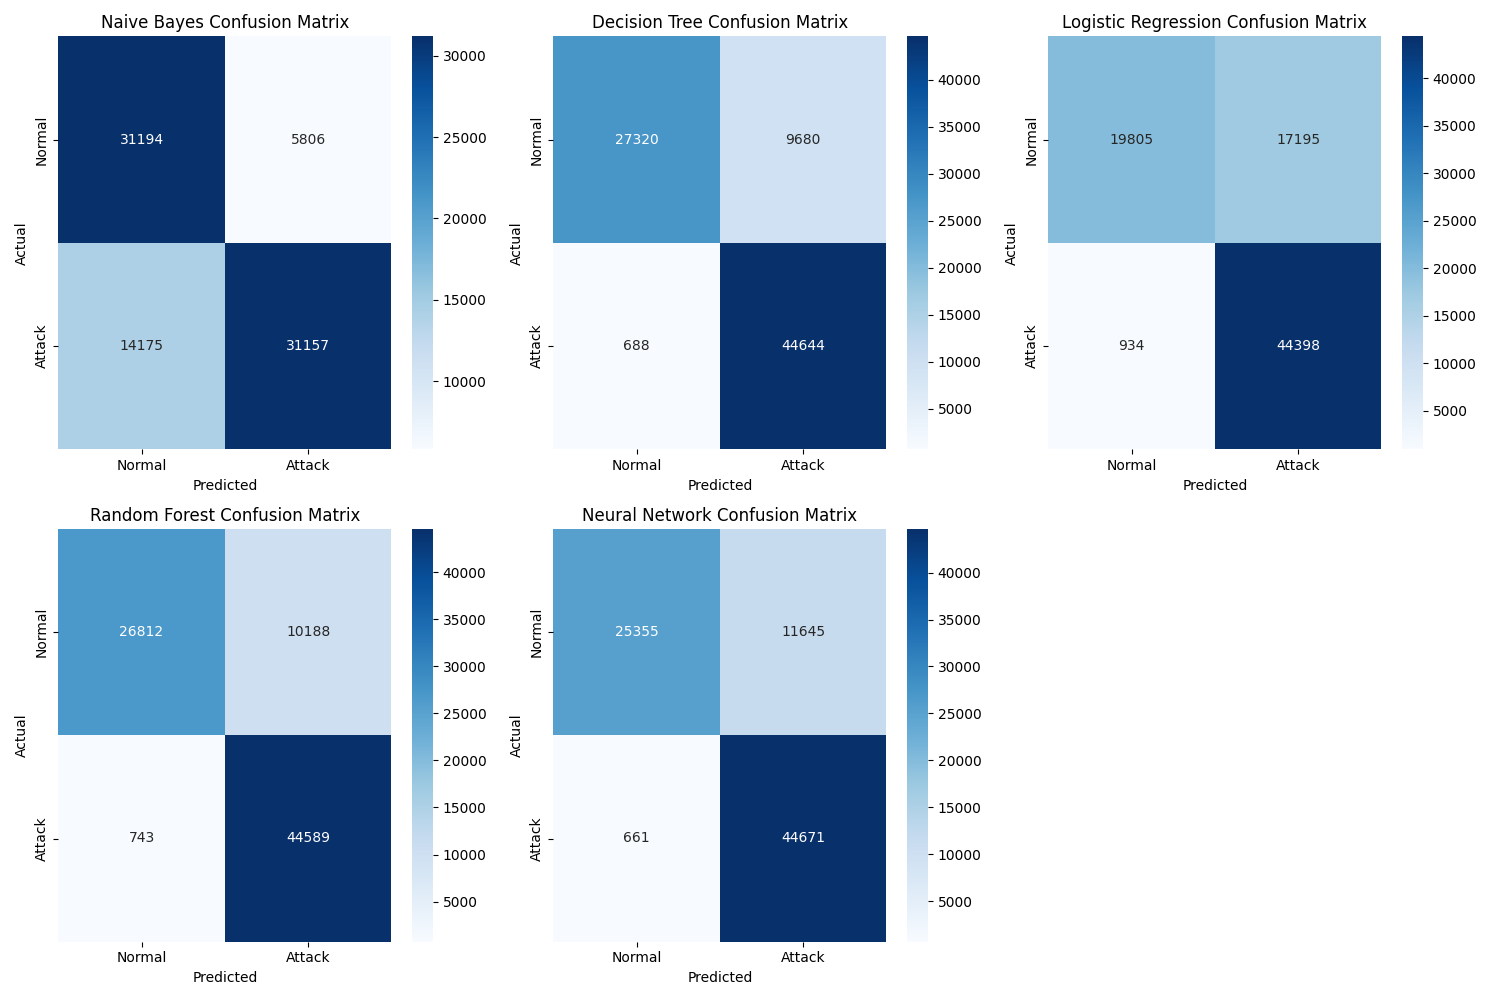 Naive Bayes Confusion Matrix
Normal
Attack
Actual
31194
5806
14175
31157
Normal
Attack
Predicted
30000
25000
20000
15000
10000
Decision Tree Confusion Matrix
Normal
Attack
Actual
27320
9680
688
44644
Normal
Attack
Predicted
40000
35000
30000
25000
20000
15000
10000
5000
Logistic Regression Confusion Matrix
Normal
Attack
Actual
19805
17195
934
44398
Normal
Attack
Predicted
40000
35000
30000
25000
20000
15000
10000
5000
Random Forest Confusion Matrix
Normal
Attack
Actual
26812
10188
743
44589
Normal
Attack
Predicted
40000
35000
30000
25000
20000
15000
10000
5000
Neural Network Confusion Matrix
Normal
Attack
Actual
25355
11645
661
44671
Normal
Attack
Predicted
40000
35000
30000
25000
20000
15000
10000
5000